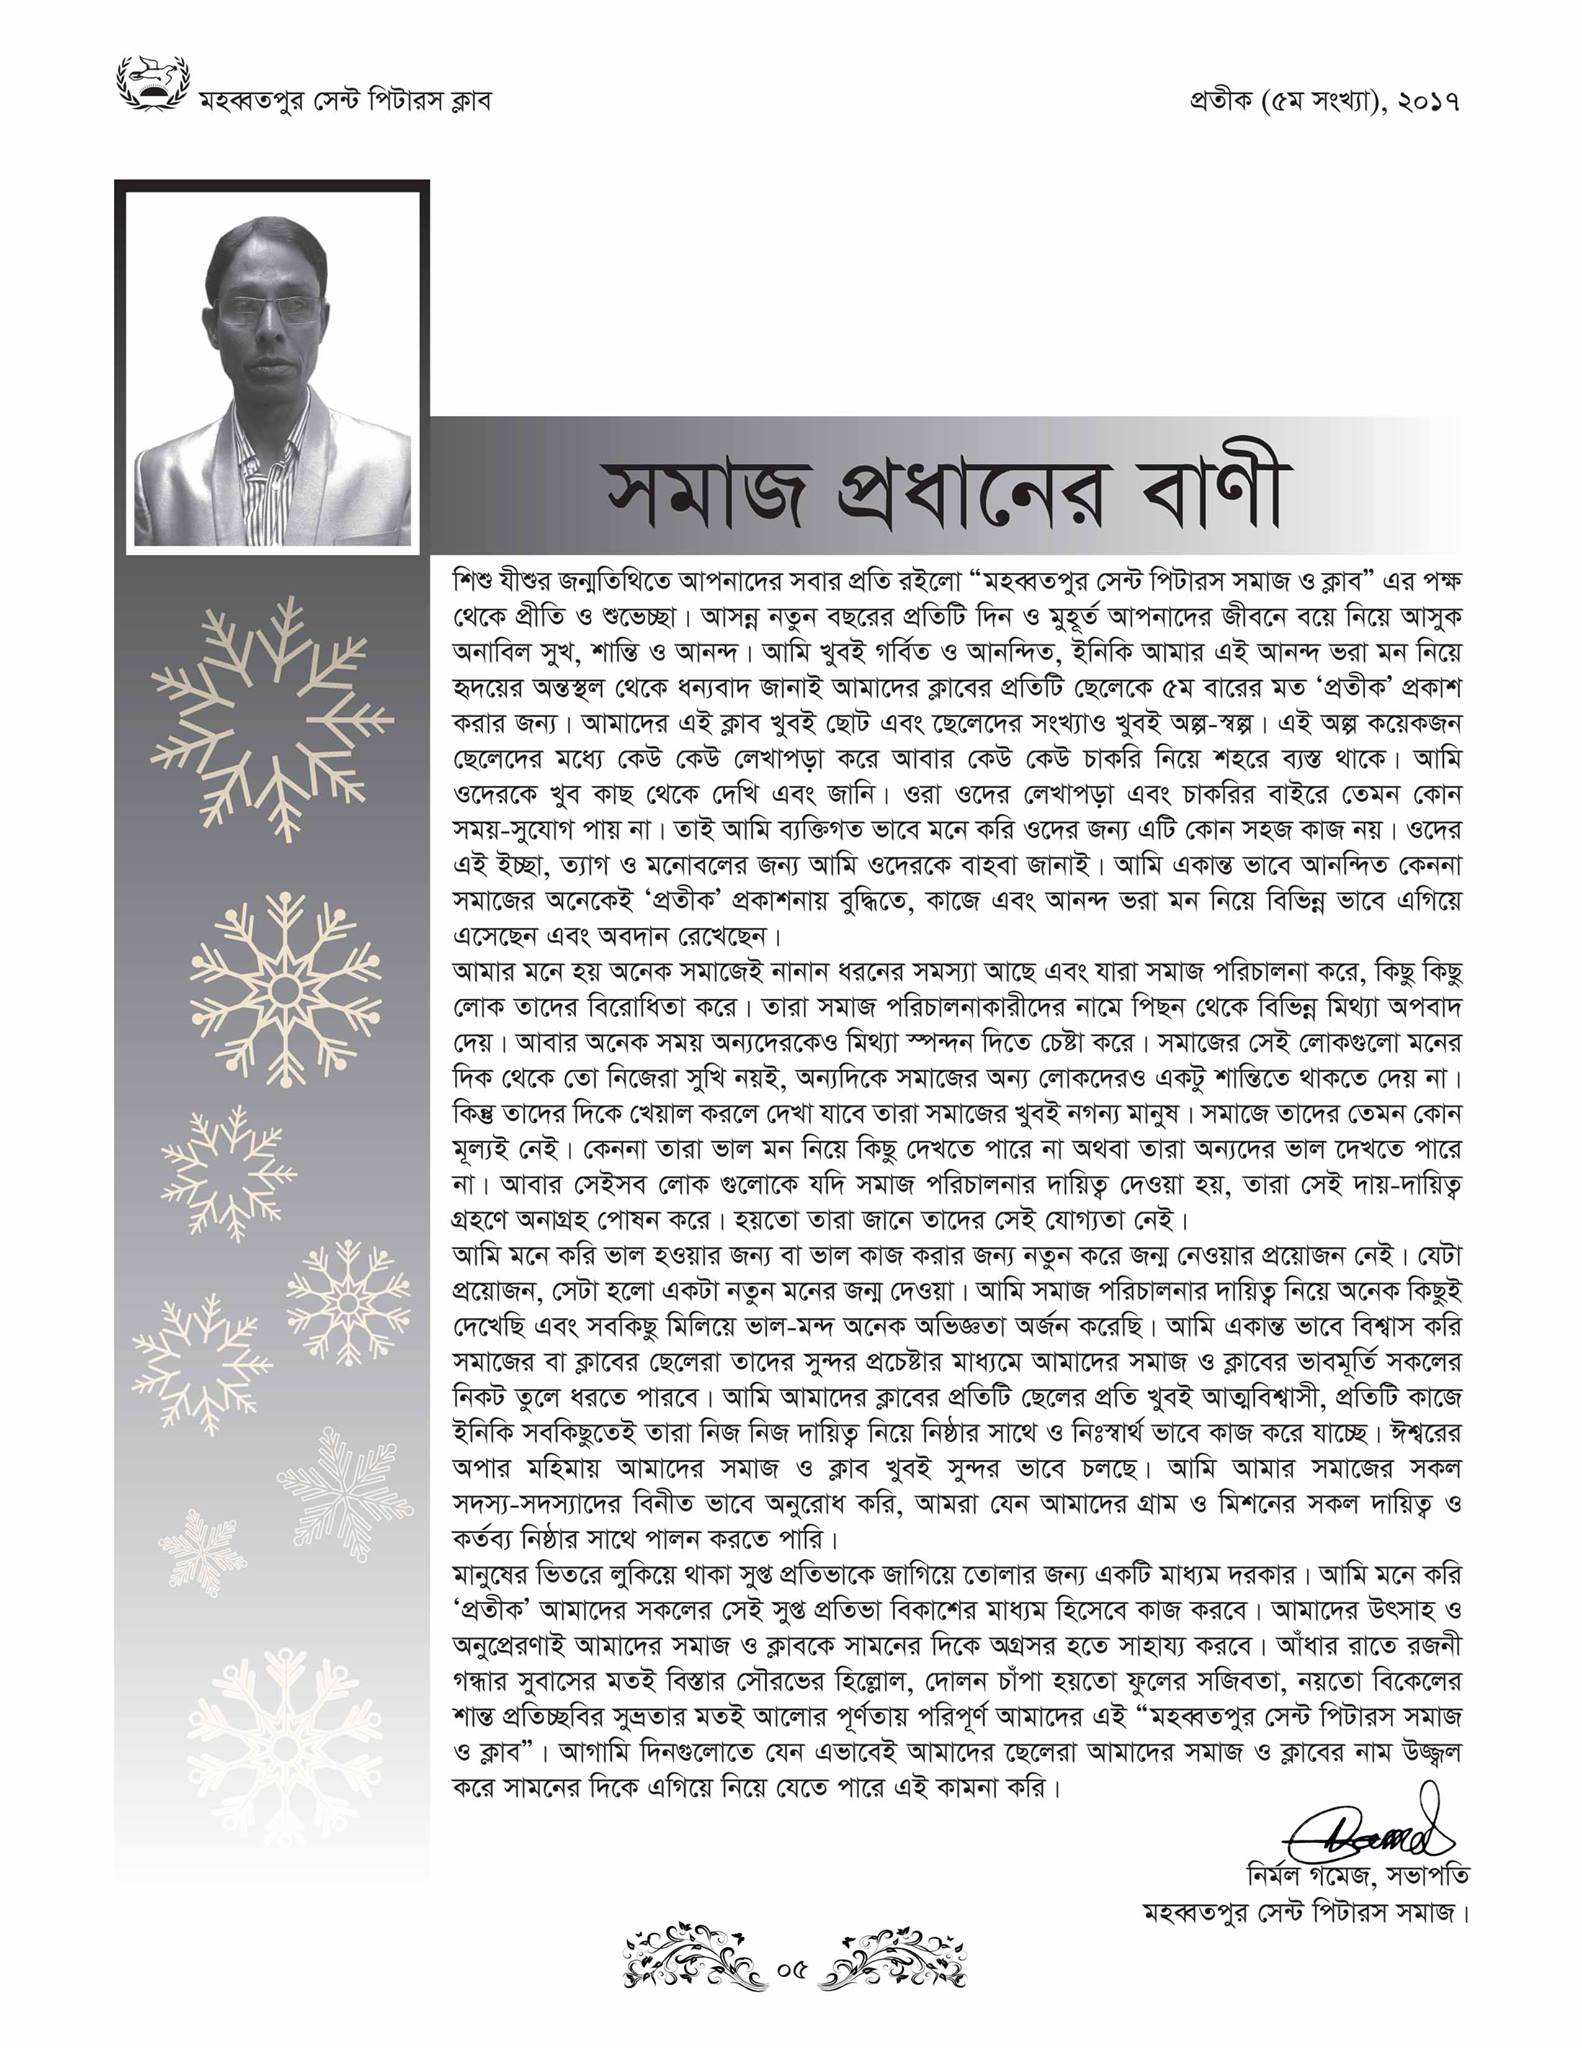 মহব্বতপুর সেন্ট পিটারস ক্লাব
প্রতীক (৫ম সংখ্যা), ২০১৭
সমাজ প্রধানের বাণী
শিশু যীশুর জন্মতিথিতে আপনাদের সবার প্রতি রইলো “মহব্বতপুর সেন্ট পিটারস সমাজ ও ক্লাব” এর পক্ষ
থেকে প্রীতি ও শুভেচ্ছা। আসন্ন নতুন বছরের প্রতিটি দিন ও মুহূর্ত আপনাদের জীবনে বয়ে নিয়ে আসুক
অনাবিল সুখ, শান্তি ও আনন্দ। আমি খুবই গর্বিত ও আনন্দিত, ইনিকি আমার এই আনন্দ ভরা মন নিয়ে
হৃদয়ের অন্তস্থল থেকে ধন্যবাদ জানাই আমাদের ক্লাবের প্রতিটি ছেলেকে ৫ম বারের মত ‘প্রতীক’ প্রকাশ
করার জন্য। আমাদের এই ক্লাব খুবই ছোট এবং ছেলেদের সংখ্যাও খুবই অল্প-স্বল্প। এই অল্প কয়েকজন
ছেলেদের মধ্যে কেউ কেউ লেখাপড়া করে আবার কেউ কেউ চাকরি নিয়ে শহরে ব্যস্ত থাকে। আমি
ওদেরকে খুব কাছ থেকে দেখি এবং জানি। ওরা ওদের লেখাপড়া এবং চাকরির বাইরে তেমন কোন
সময়-সুযোগ পায় না। তাই আমি ব্যক্তিগত ভাবে মনে করি ওদের জন্য এটি কোন সহজ কাজ নয়। ওদের
এই ইচ্ছা, ত্যাগ ও মনোবলের জন্য আমি ওদেরকে বাহবা জানাই। আমি একান্ত ভাবে আনন্দিত কেননা
সমাজের অনেকেই ‘প্রতীক’ প্রকাশনায় বুদ্ধিতে, কাজে এবং আনন্দ ভরা মন নিয়ে বিভিন্ন ভাবে এগিয়ে
এসেছেন এবং অবদান রেখেছেন।
আমার মনে হয় অনেক সমাজেই নানান ধরনের সমস্যা আছে এবং যারা সমাজ পরিচালনা করে, কিছু কিছু
লোক তাদের বিরোধিতা করে। তারা সমাজ পরিচালনাকারীদের নামে পিছন থেকে বিভিন্ন মিথ্যা অপবাদ
দেয়। আবার অনেক সময় অন্যদেরকেও মিথ্যা স্পন্দন দিতে চেষ্টা করে। সমাজের সেই লোকগুলো মনের
দিক থেকে তো নিজেরা সুখি নয়ই, অন্যদিকে সমাজের অন্য লোকদেরও একটু শান্তিতে থাকতে দেয় না।
কিন্তু তাদের দিকে খেয়াল করলে দেখা যাবে তারা সমাজের খুবই নগন্য মানুষ। সমাজে তাদের তেমন কোন
মূল্যই নেই। কেননা তারা ভাল মন নিয়ে কিছু দেখতে পারে না অথবা তারা অন্যদের ভাল দেখতে পারে
না। আবার সেইসব লোক গুলোকে যদি সমাজ পরিচালনার দায়িত্ব দেওয়া হয়, তারা সেই দায়-দায়িত্ব
গ্রহণে অনাগ্রহ পোষন করে। হয়তো তারা জানে তাদের সেই যোগ্যতা নেই।
আমি মনে করি ভাল হওয়ার জন্য বা ভাল কাজ করার জন্য নতুন করে জন্ম নেওয়ার প্রয়োজন নেই। যেটা
প্রয়োজন, সেটা হলো একটা নতুন মনের জন্ম দেওয়া। আমি সমাজ পরিচালনার দায়িত্ব নিয়ে অনেক কিছুই
দেখেছি এবং সবকিছু মিলিয়ে ভাল-মন্দ অনেক অভিজ্ঞতা অর্জন করেছি। আমি একান্ত ভাবে বিশ্বাস করি
সমাজের বা ক্লাবের ছেলেরা তাদের সুন্দর প্রচেষ্টার মাধ্যমে আমাদের সমাজ ও ক্লাবের ভাবমূর্তি সকলের
নিকট তুলে ধরতে পারবে। আমি আমাদের ক্লাবের প্রতিটি ছেলের প্রতি খুবই আত্মবিশ্বাসী, প্রতিটি কাজে
ইনিকি সবকিছুতেই তারা নিজ নিজ দায়িত্ব নিয়ে নিষ্ঠার সাথে ও নিঃস্বার্থ ভাবে কাজ করে যাচ্ছে। ঈশ্বরের
অপার মহিমায় আমাদের সমাজ ও ক্লাব খুবই সুন্দর ভাবে চলছে। আমি আমার সমাজের সকল
সদস্য-সদস্যাদের বিনীত ভাবে অনুরোধ করি, আমরা যেন আমাদের গ্রাম ও মিশনের সকল দায়িত্ব ও
কর্তব্য নিষ্ঠার সাথে পালন করতে পারি।
মানুষের ভিতরে লুকিয়ে থাকা সুপ্ত প্রতিভাকে জাগিয়ে তোলার জন্য একটি মাধ্যম দরকার। আমি মনে করি
‘প্রতীক’ আমাদের সকলের সেই সুপ্ত প্রতিভা বিকাশের মাধ্যম হিসেবে কাজ করবে। আমাদের উৎসাহ ও
অনুপ্রেরণাই আমাদের সমাজ ও ক্লাবকে সামনের দিকে অগ্রসর হতে সাহায্য করবে। আঁধার রাতে রজনী
গন্ধার সুবাসের মতই বিস্তার সৌরভের হিল্লোল, দোলন চাঁপা হয়তো ফুলের সজিবতা, নয়তো বিকেলের
শান্ত প্রতিচ্ছবির সুভ্রতার মতই আলোর পূর্ণতায় পরিপূর্ণ আমাদের এই “মহব্বতপুর সেন্ট পিটারস সমাজ
ও ক্লাব”। আগামি দিনগুলোতে যেন এভাবেই আমাদের ছেলেরা আমাদের সমাজ ও ক্লাবের নাম উজ্জ্বল
করে সামনের দিকে এগিয়ে নিয়ে যেতে পারে এই কামনা করি।
নির্মল গমেজ, সভাপতি
মহব্বতপুর সেন্ট পিটারস সমাজ।
০৫